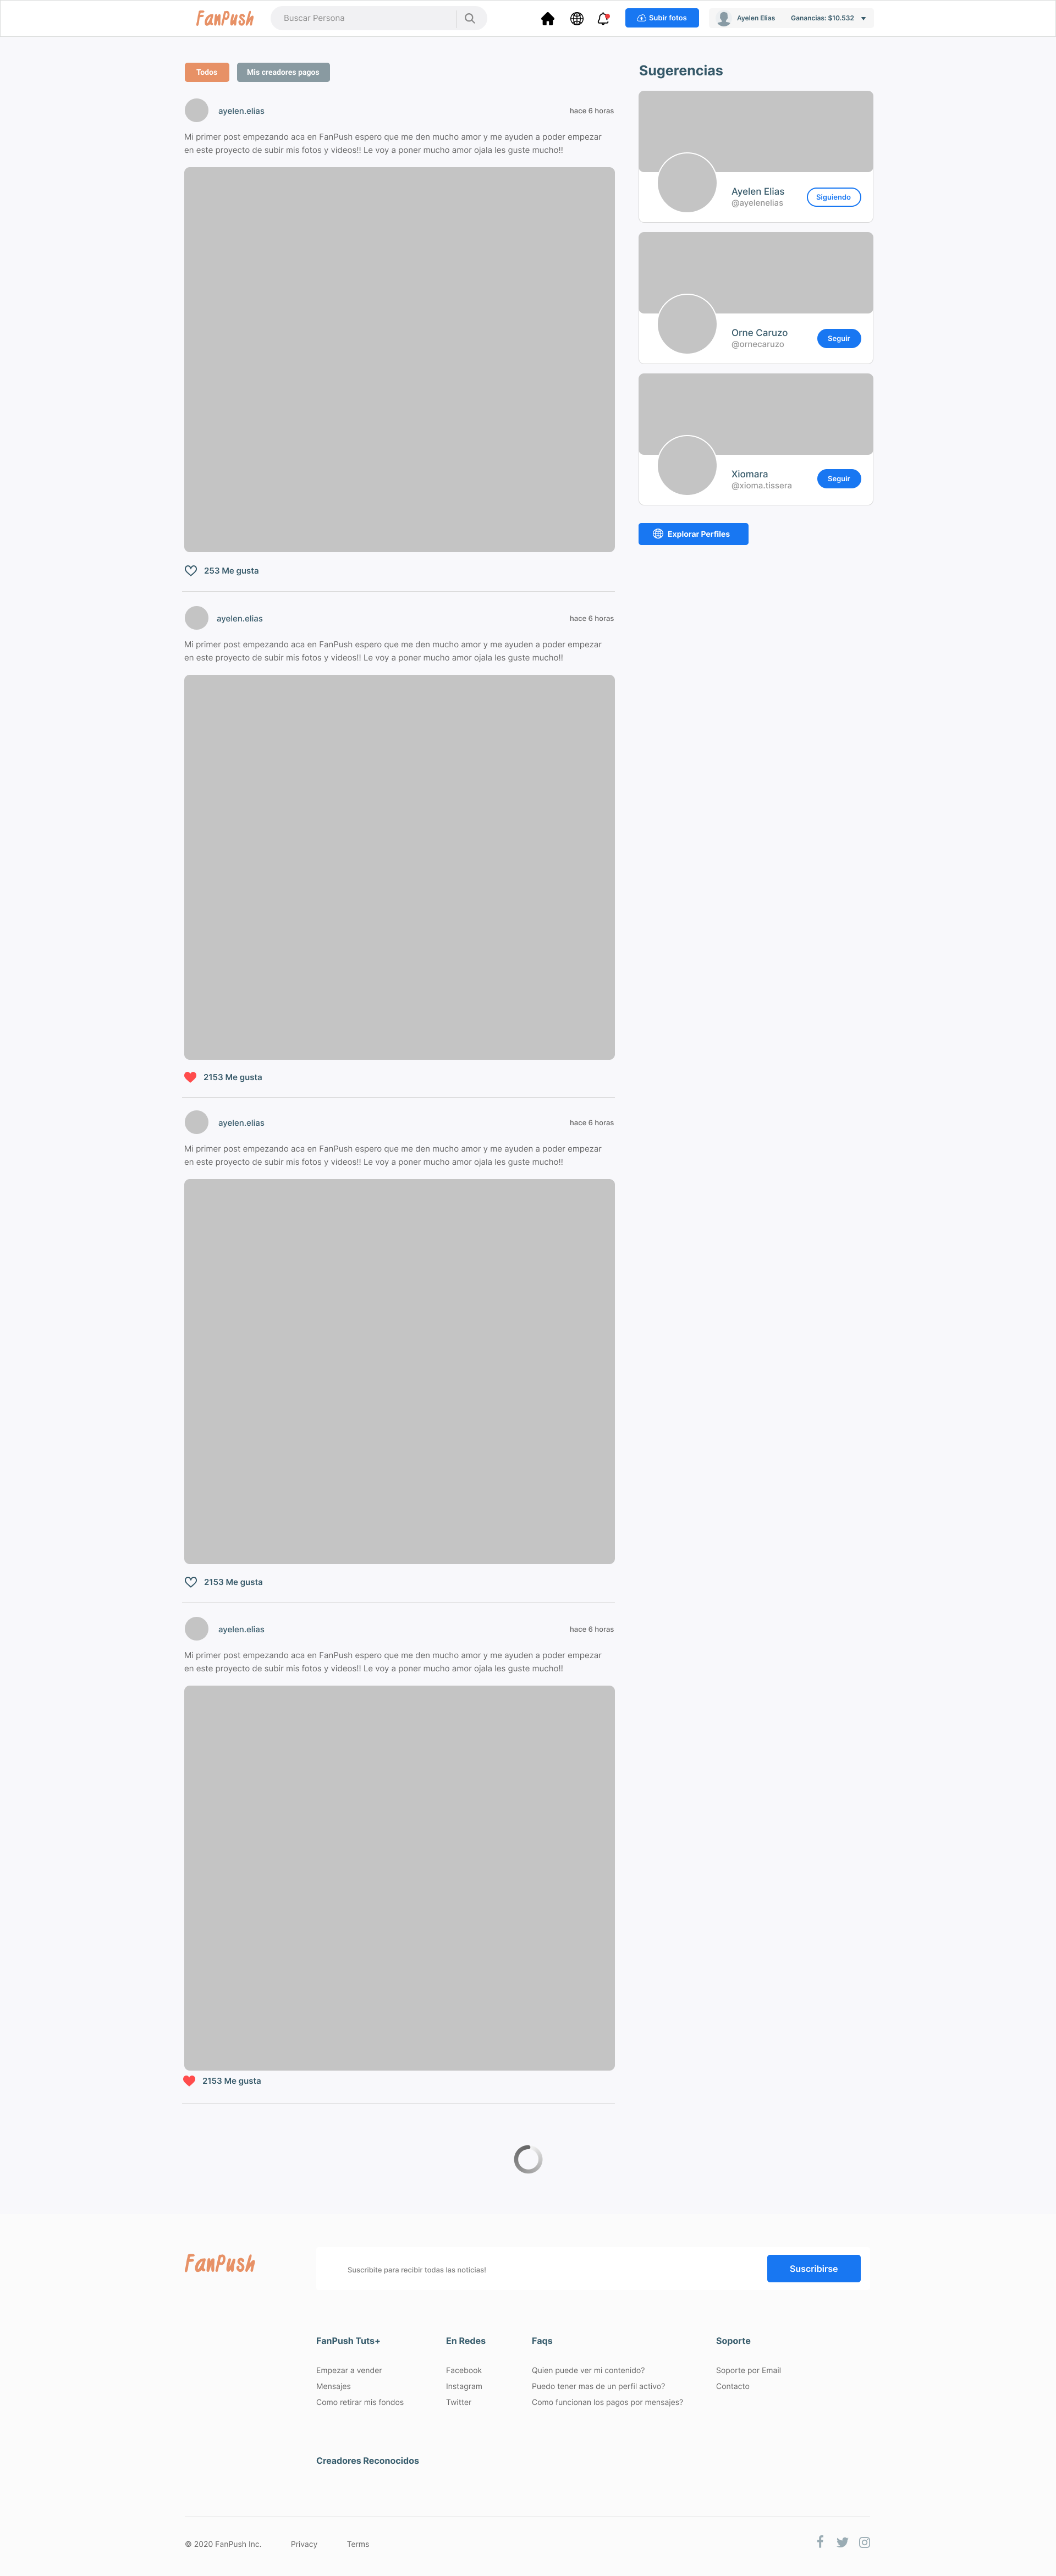 FanPush
Buscar Persona
Subir fotos
Ayelen Elias
Ganancias: $10.532
Todos
Mis creadores pagos
ayelen.elias
hace 6 horas
Mi primer post empezando aca en FanPush espero que me den mucho amor y me ayuden a poder empezar
en este proyecto de subir mis fotos y videos!! Le voy a poner mucho amor ojala les guste mucho!!
253 Me gusta
ayelen.elias
hace 6 horas
Mi primer post empezando aca en FanPush espero que me den mucho amor y me ayuden a poder empezar
en este proyecto de subir mis fotos y videos!! Le voy a poner mucho amor ojala les guste mucho!!
2153 Me gusta
ayelen.elias
hace 6 horas
Mi primer post empezando aca en FanPush espero que me den mucho amor y me ayuden a poder empezar
en este proyecto de subir mis fotos y videos!! Le voy a poner mucho amor ojala les guste mucho!!
2153 Me gusta
ayelen.elias
hace 6 horas
Mi primer post empezando aca en FanPush espero que me den mucho amor y me ayuden a poder empezar
en este proyecto de subir mis fotos y videos!! Le voy a poner mucho amor ojala les guste mucho!!
2153 Me gusta
Sugerencias
Ayelen Elias
@ayelenelias
Siguiendo
Orne Caruzo
@ornecaruzo
Seguir
Xiomara
@xioma.tissera
Seguir
Explorar Perfiles
FanPush
Suscribite para recibir todas las noticias!
Suscribirse
FanPush Tuts+
Empezar a vender
Mensajes
Como retirar mis fondos
En Redes
Facebook
Instagram
Twitter
Faqs
Quien puede ver mi contenido?
Puedo tener mas de un perfil activo?
Como funcionan los pagos por mensajes?
Soporte
Soporte por Email
Contacto
Creadores Reconocidos
© 2020 FanPush Inc.
Privacy
Terms